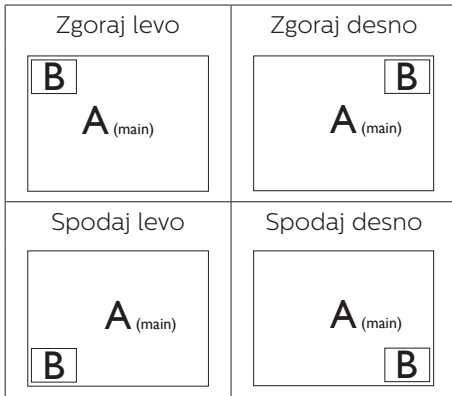 Zgoraj levo
B
A (main)
Zgoraj desno
B
A (main)
Spodaj levo
A (main)
B
Spodaj desno
A (main)
B